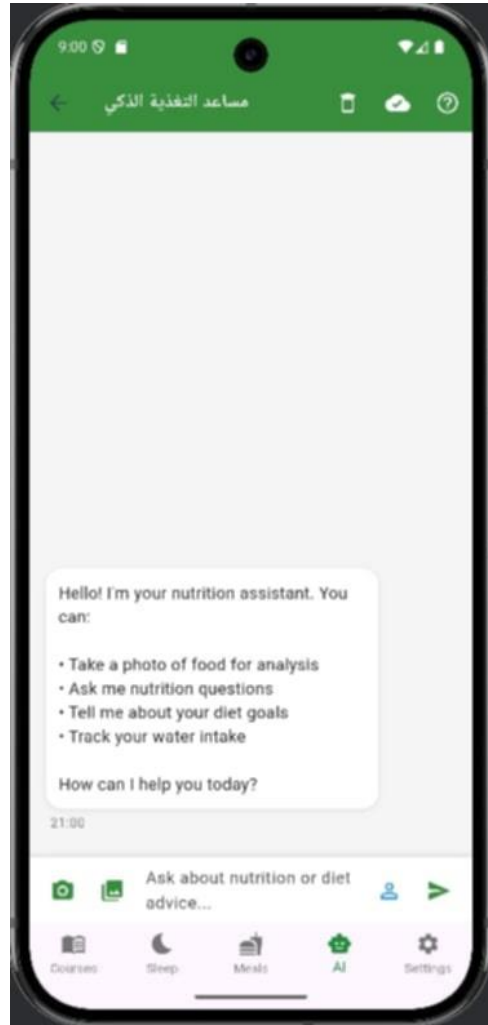 9:00
مساعد التغذية الذكي
Hello! I'm your nutrition assistant. You
can:
• Take a photo of food for analysis
• Ask me nutrition questions
• Tell me about your diet goals
• Track your water intake
How can I help you today?
21:00
Ask about nutrition or diet
advice...
Courses Sleep Meals AI Settings